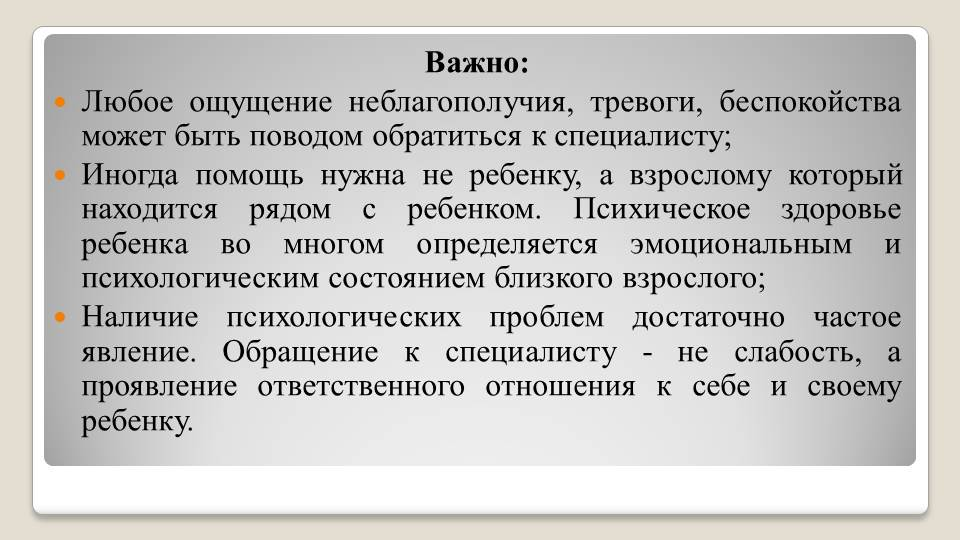 Важно:
Любое ощущение неблагополучия, тревоги, беспокойства
может быть поводом обратиться к специалисту;
Иногда помощь нужна не ребенку, а взрослому который
находится рядом с ребенком. Психическое здоровье
ребенка во многом определяется эмоциональным и
психологическим состоянием близкого взрослого;
Наличие психологических проблем достаточно частое
явление. Обращение к специалисту - не слабость, а
проявление ответственного отношения к себе и своему
ребенку.